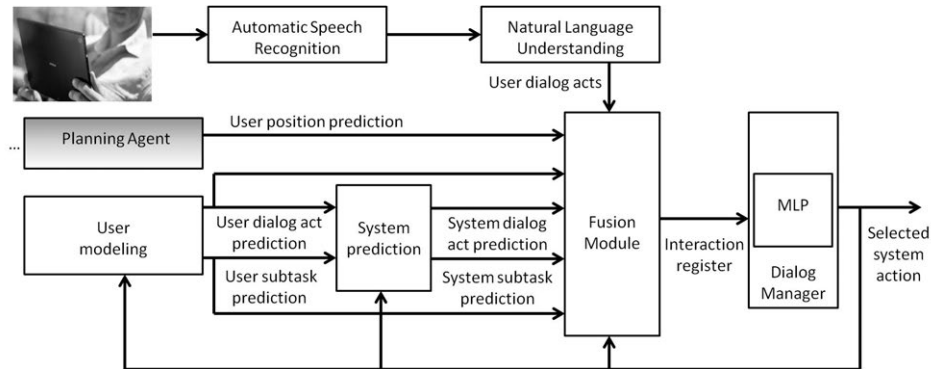 Automatic Speech
Recognition
Natural Language
Understanding
User dialog acts
User position prediction
...
Planning Agent
User
modeling
User dialog act
prediction
User subtask
prediction
System
prediction
System dialog
act prediction
System subtask
prediction
Fusion
Module
Interaction
register
MLP
Dialog
Manager
Selected
system
action